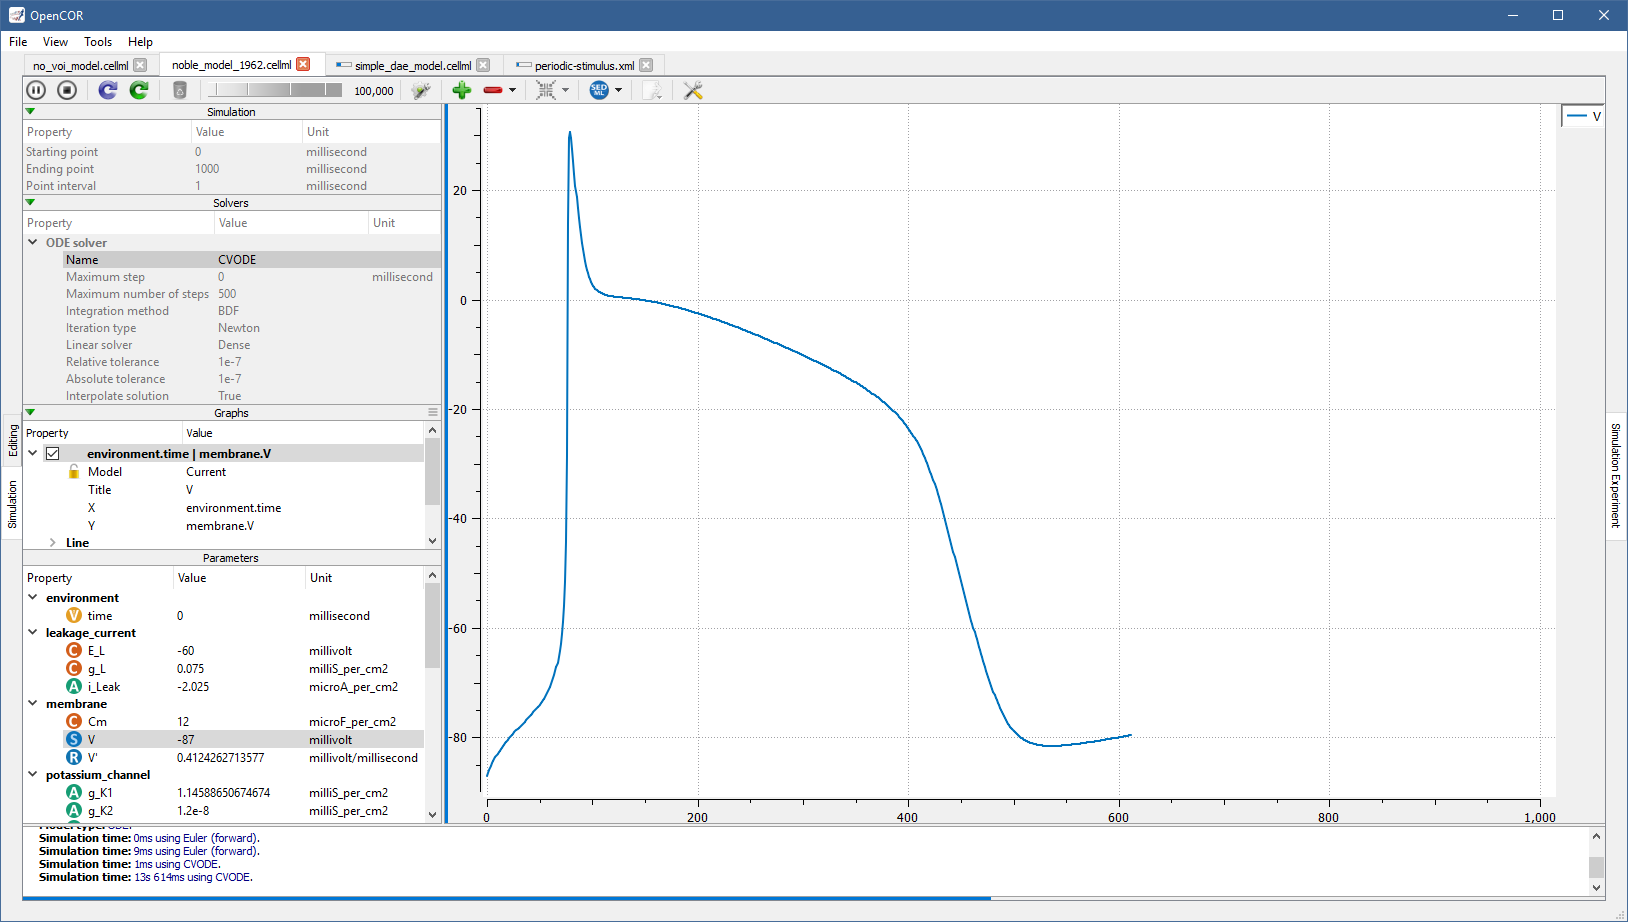 OpenCOR
File View Tools Help
no_voi_model.cellml noble_model_1962.cellml simple_dae_model.cellml periodic-stimulus.xml
100,000 SED ML
Simulation
Property Value Unit
Starting point 0 millisecond
Ending point 1000 millisecond
Point interval 1 millisecond
Solvers
Property Value Unit
ODE solver
Name CVODE
Maximum step 0 millisecond
Maximum number of steps 500
Integration method BDF
Iteration type Newton
Linear solver Dense
Relative tolerance 1e-7
Absolute tolerance 1e-7
Interpolate solution True
Graphs
Property Value
environment.time | membrane.V
Model Current
Title V
X environment.time
Y membrane.V
Line
Parameters
Property Value Unit
environment
V time 0 millisecond
leakage_current
C E_L -60 millivolt
C g_L 0.075 milliS_per_cm2
A i_Leak -2.025 microA_per_cm2
membrane
C Cm 12 microF_per_cm2
S V -87 millivolt
R V' 0.4124262713577 millivolt/millisecond
potassium_channel
A g_K1 1.14588650674674 milliS_per_cm2
A g_K2 1.2e-8 milliS_per_cm2
Editing
Simulation
V
20
0
-20
-40
-60
-80
0 200 400 600 800 1,000
Simulation Experiment
Simulation time: 0ms using Euler (forward).
Simulation time: 9ms using Euler (forward).
Simulation time: 1ms using CVODE.
Simulation time: 13s 614ms using CVODE.